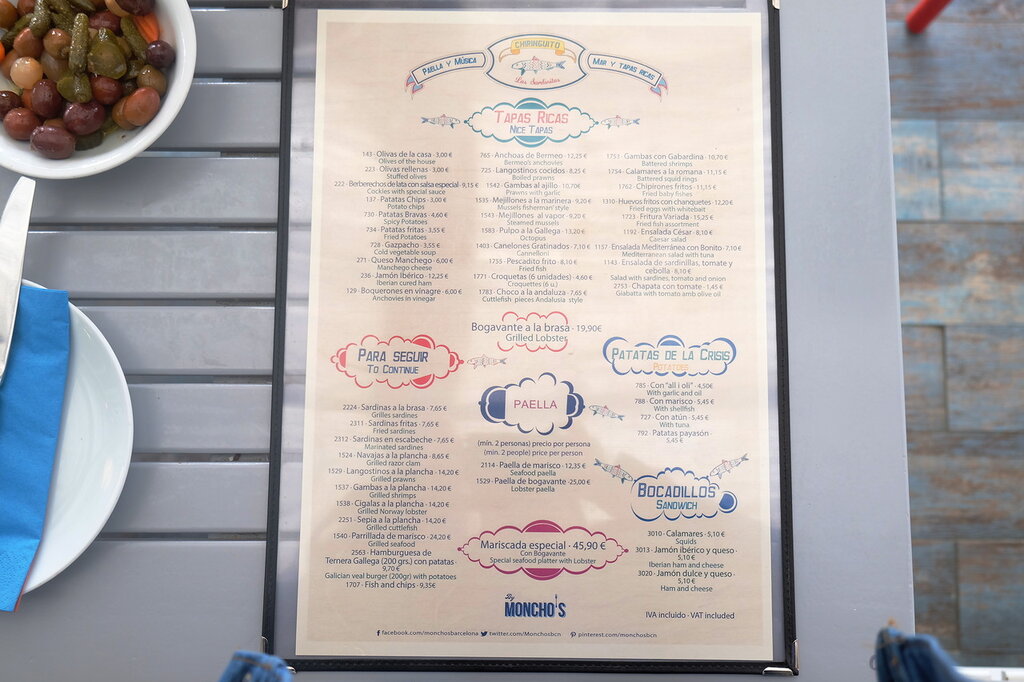 PAELLA Y MÚSICA
CHIRINGUITO
Las Sardinitas
MAR Y TAPAS RICAS
TAPAS RICAS
NICE TAPAS
143 · Olivas de la casa · 3,00 €
Olives of the house
223 · Olivas rellenas · 3,00 €
Stuffed olives
222 · Berberechos de lata con salsa especial · 9,15 €
Cockles with special sauce
137 · Patatas Chips · 3,00 €
Potato chips
730 · Patatas Bravas · 4,60 €
Spicy Potatoes
734 · Patatas fritas · 3,55 €
Fried Potatoes
728 · Gazpacho · 3,55 €
Cold vegetable soup
271 · Queso Manchego · 6,00 €
Manchego cheese
236 · Jamón Ibérico · 12,25 €
Iberian cured ham
129 · Boquerones en vinagre · 6,00 €
Anchovies in vinegar
765 · Anchoas de Bermeo · 12,25 €
Bermeo's anchovies
725 · Langostinos cocidos · 8,25 €
Boiled prawns
1542 · Gambas al ajillo · 10,70€
Prawns with garlic
1535 · Mejillones a la marinera · 9,20 €
Mussels fisherman' style
1543 · Mejillones al vapor · 9,20 €
Steamed mussels
1583 · Pulpo a la Gallega · 13,20 €
Octopus
1403 · Canelones Gratinados · 7,10 €
Cannelloni
1755 · Pescadito frito · 8,10 €
Fried fish
1771 · Croquetas (6 unidades) · 4,60 €
Croquettes (6 u.)
1783 · Choco a la andaluza · 7,65 €
Cuttlefish pieces Andalusia style
1753 · Gambas con Gabardina · 10,70 €
Battered shrimps
1754 · Calamares a la romana · 11,15 €
Battered squid rings
1762 · Chipirones fritos · 11,15 €
Fried baby fishes
1310 · Huevos fritos con chanquetes · 12,20 €
Fried eggs with whitebait
1723 · Fritura Variada · 15,25 €
Fried fish assortment
1192 · Ensalada César · 8,10 €
Caesar salad
1157 · Ensalada Mediterránea con Bonito · 7,10 €
Mediterranean salad with tuna
1143 · Ensalada de sardinillas, tomate y
cebolla · 8,10 €
Salad with sardines, tomato and onion
2753 · Chapata con tomate · 1,45 €
Giabatta with tomato amb olive oil
Bogavante a la brasa · 19,90€
Grilled Lobster
PARA SEGUIR
TO CONTINUE
2224 · Sardinas a la brasa · 7,65 €
Grilles sardines
2311 · Sardinas fritas · 7,65 €
Fried sardines
2312 · Sardinas en escabeche · 7,65 €
Marinated sardines
1524 · Navajas a la plancha · 8,65 €
Grilled razor clam
1529 · Langostinos a la plancha · 14,20 €
Grilled prawns
1537 · Gambas a la plancha · 14,20 €
Grilled shrimps
1538 · Cigalas a la plancha · 14,20 €
Grilled Norway lobster
2251 · Sepia a la plancha · 14,20 €
Grilled cuttlefish
1540 · Parrillada de marisco · 24,20 €
Grilled seafood
2563 · Hamburguesa de
Ternera Gallega (200 grs.) con patatas ·
9,70 €
Galician veal burger (200gr) with potatoes
1707 · Fish and chips · 9,35€
PAELLA
(mín. 2 personas) precio por persona
(min. 2 people) price per person
2114 · Paella de marisco · 12,35 €
Seafood paella
1529 · Paella de bogavante · 25,00 €
Lobster paella
Mariscada especial · 45,90 €
Con Bogavante
Special seafood platter with Lobster
PATATAS DE LA CRISIS
POTATOES
785 · Con "all i oli" · 4,50€
With garlic and oil
788 · Con marisco · 5,45 €
With shellfish
727 · Con atún · 5,45 €
With tuna
792 · Patatas payasón ·
5,45 €
BOCADILLOS
SANDWICH
3010 · Calamares · 5,10 €
Squids
3013 · Jamón ibérico y queso ·
5,10 €
Iberian ham and cheese
3020 · Jamón dulce y queso ·
5,10 €
Ham and cheese
By
MONCHO'S
IVA incluido · VAT included
facebook.com/monchosbarcelona twitter.com/Monchosbcn pinterest.com/monchosbcn